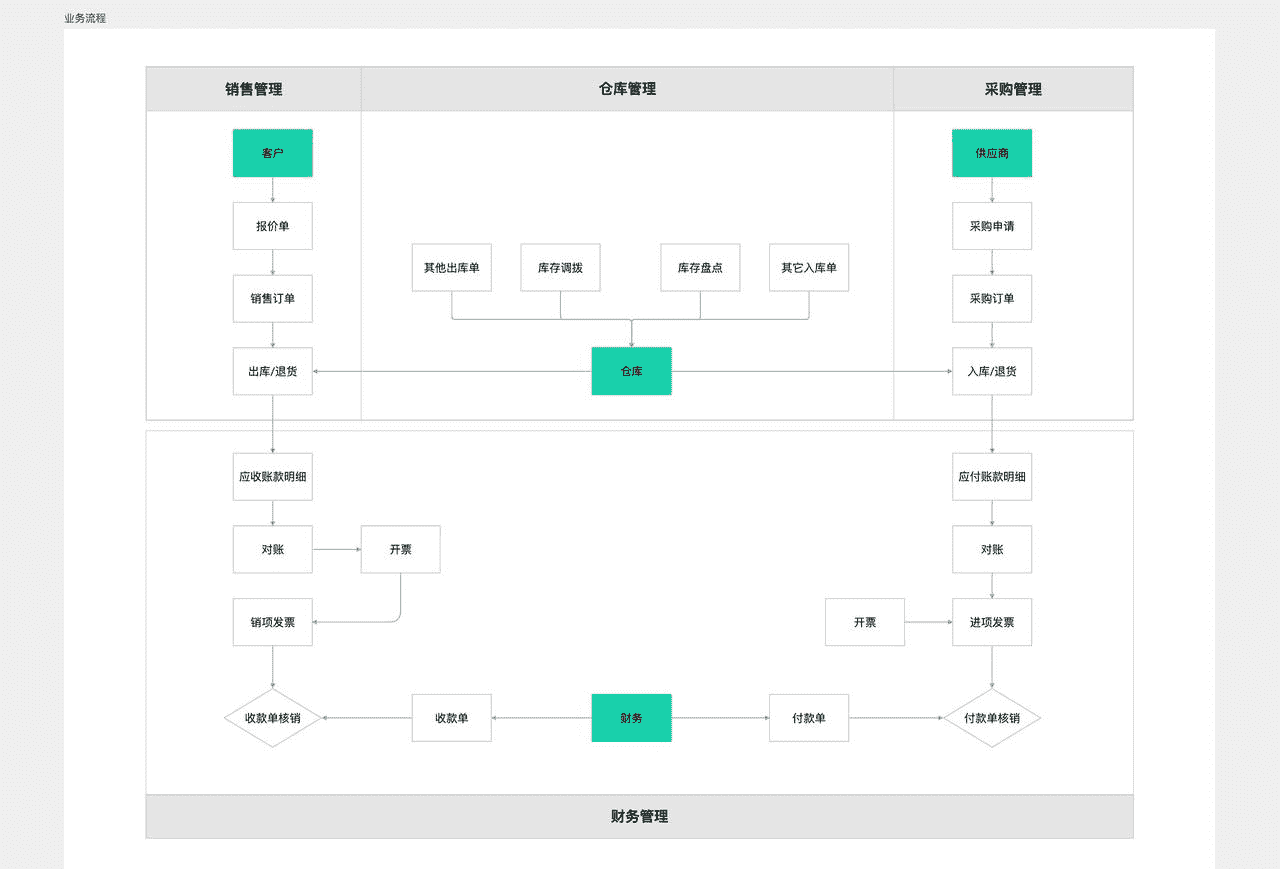 业务流程
销售管理
仓库管理
采购管理
客户
供应商
报价单
采购申请
其他出库单
库存调拨
库存盘点
其它入库单
销售订单
采购订单
出库/退货
仓库
入库/退货
应收账款明细
应付账款明细
对账
开票
对账
销项发票
开票
进项发票
收款单核销
收款单
财务
付款单
付款单核销
财务管理